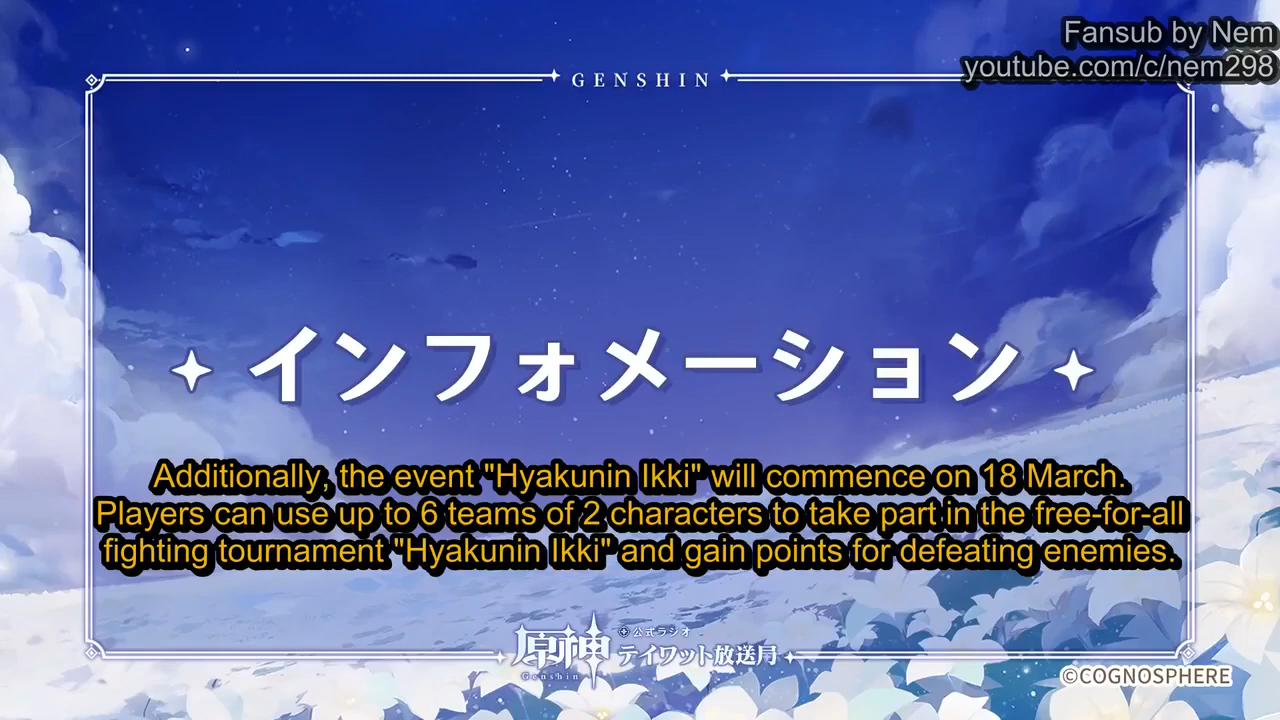 Fansub by Nem
youtube.com/c/nem298
GENSHIN
インフォメーション
Additionally, the event "Hyakunin Ikki" will commence on 18 March.
Players can use up to 6 teams of 2 characters to take part in the free-for-all
fighting tournament "Hyakunin Ikki" and gain points for defeating enemies.
原神
Genshin
公式ラジオ
テイワット放送局
©COGNOSPHERE